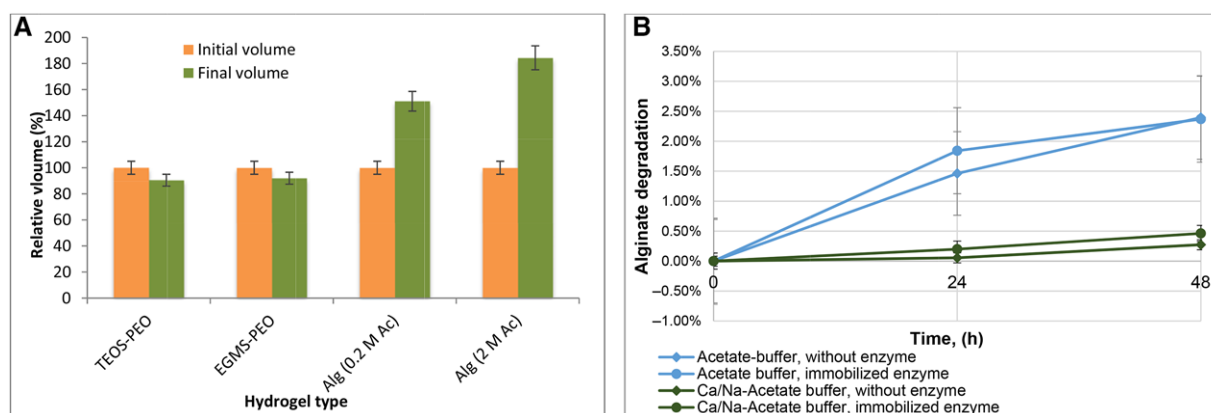 A
Relative vloume (%)
200
180
160
140
120
100
80
60
40
20
0
Initial volume
Final volume
TEOS-PEO
EGMS-PEO
Alg (0.2 M Ac)
Alg (2 M Ac)
Hydrogel type
B
Alginate degradation
3.50%
3.00%
2.50%
2.00%
1.50%
1.00%
0.50%
0.00%
–0.50%
–1.00%
0 24 48
Time, (h)
Acetate-buffer, without enzyme
Acetate buffer, immobilized enzyme
Ca/Na-Acetate buffer, without enzyme
Ca/Na-Acetate buffer, immobilized enzyme